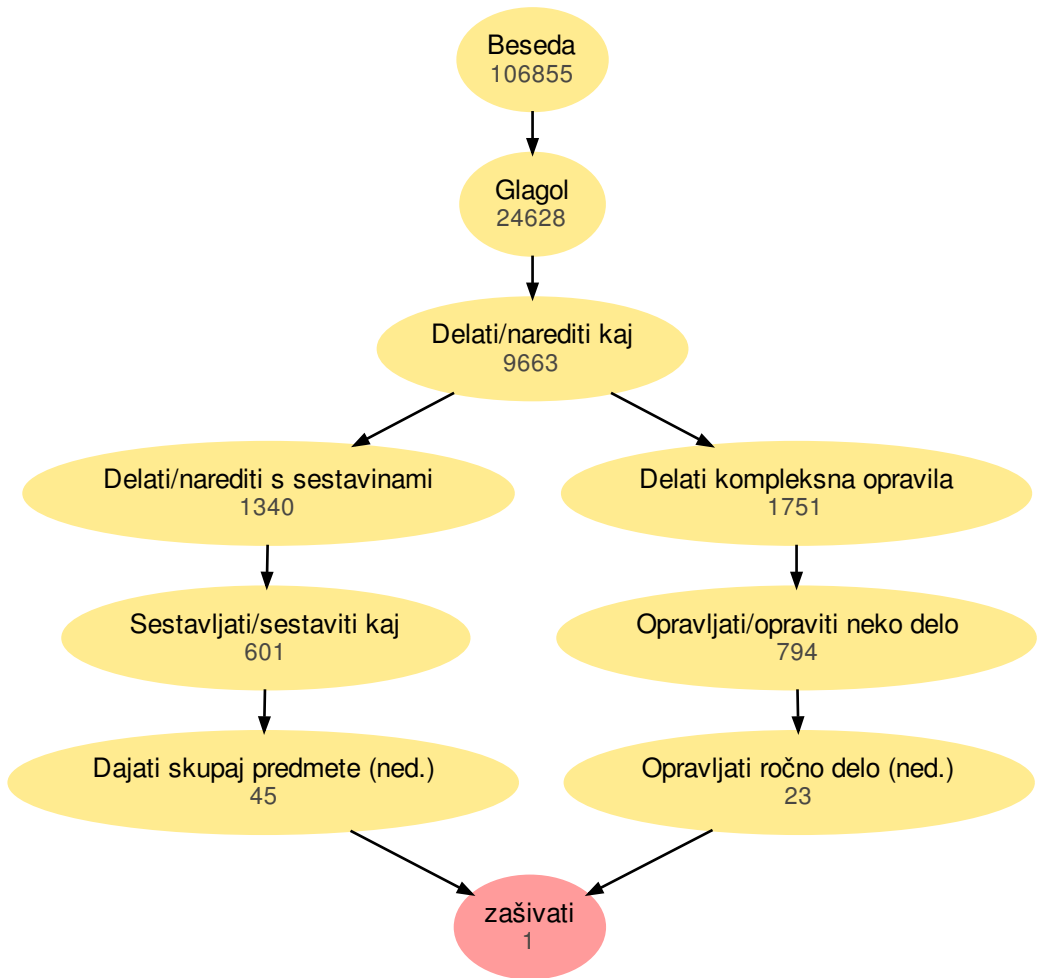 Beseda
106855
Glagol
24628
Delati/narediti kaj
9663
Delati/narediti s sestavinami
1340
Delati kompleksna opravila
1751
Sestavljati/sestaviti kaj
601
Opravljati/opraviti neko delo
794
Dajati skupaj predmete (ned.)
45
Opravljati ročno delo (ned.)
23
zašivati
1